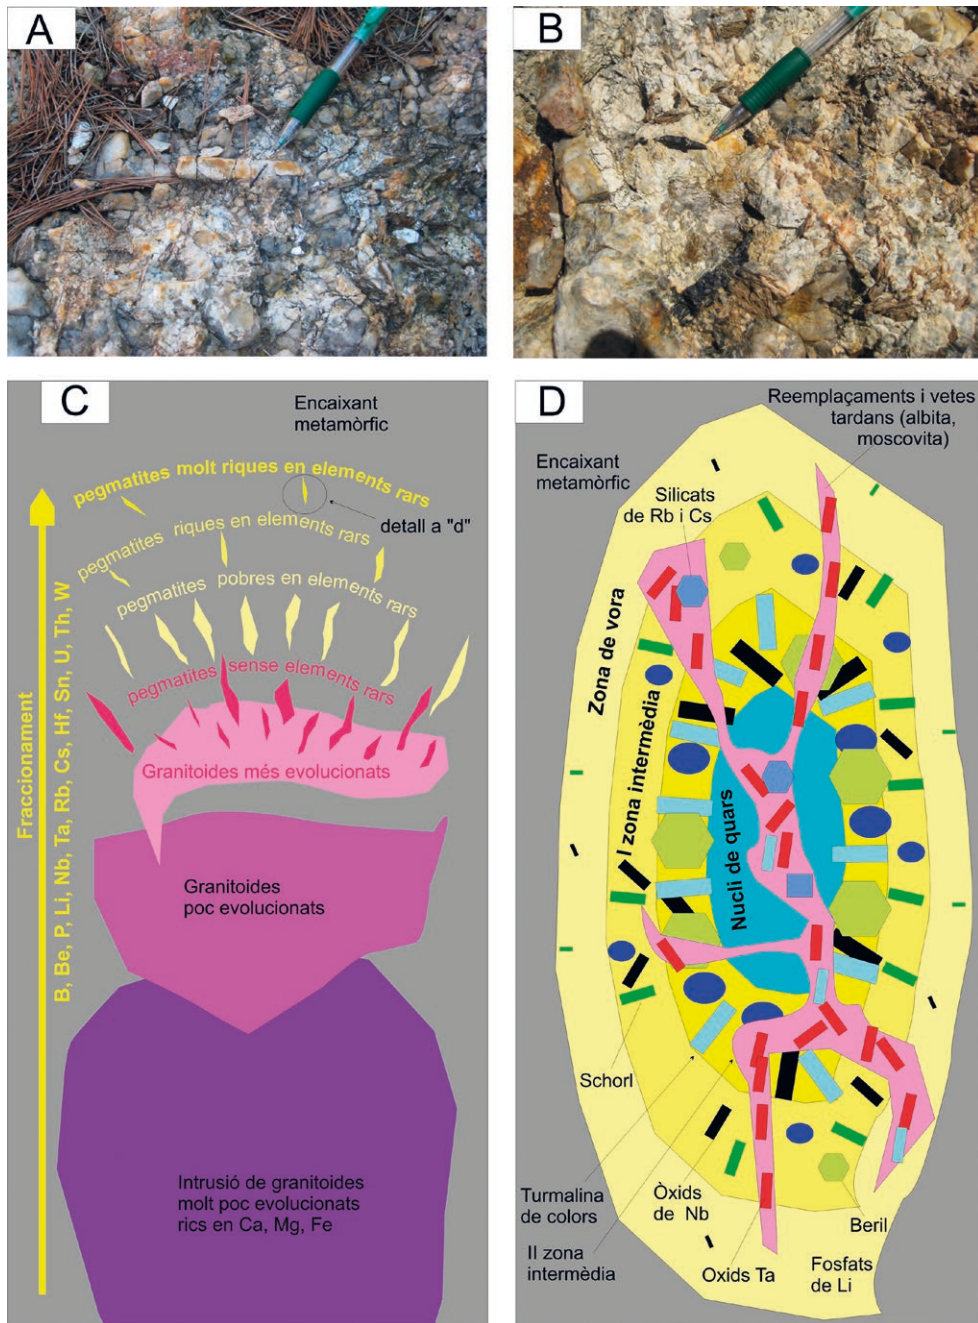 A
B
C
Encaixant
metamòrfic
pegmatites molt riques en elements rars
detall a "d"
pegmatites riques en elements rars
pegmatites pobres en elements rars
pegmatites sense elements rars
Granitoides més evolucionats
Granitoides
poc evolucionats
Intrusió de granitoides
molt poc evolucionats
rics en Ca, Mg, Fe
Fraccionament
B, Be, P, Li, Nb, Ta, Rb, Cs, Hf, Sn, U, Th, W
D
Reemplaçaments i vetes
tardans (albita,
moscovita)
Encaixant
metamòrfic
Silicats
de Rb i Cs
Zona de vora
I zona intermèdia
Nucli de quars
Schorl
Turmalina
de colors
Òxids
de Nb
Beril
II zona
intermèdia
Oxids Ta
Fosfats
de Li